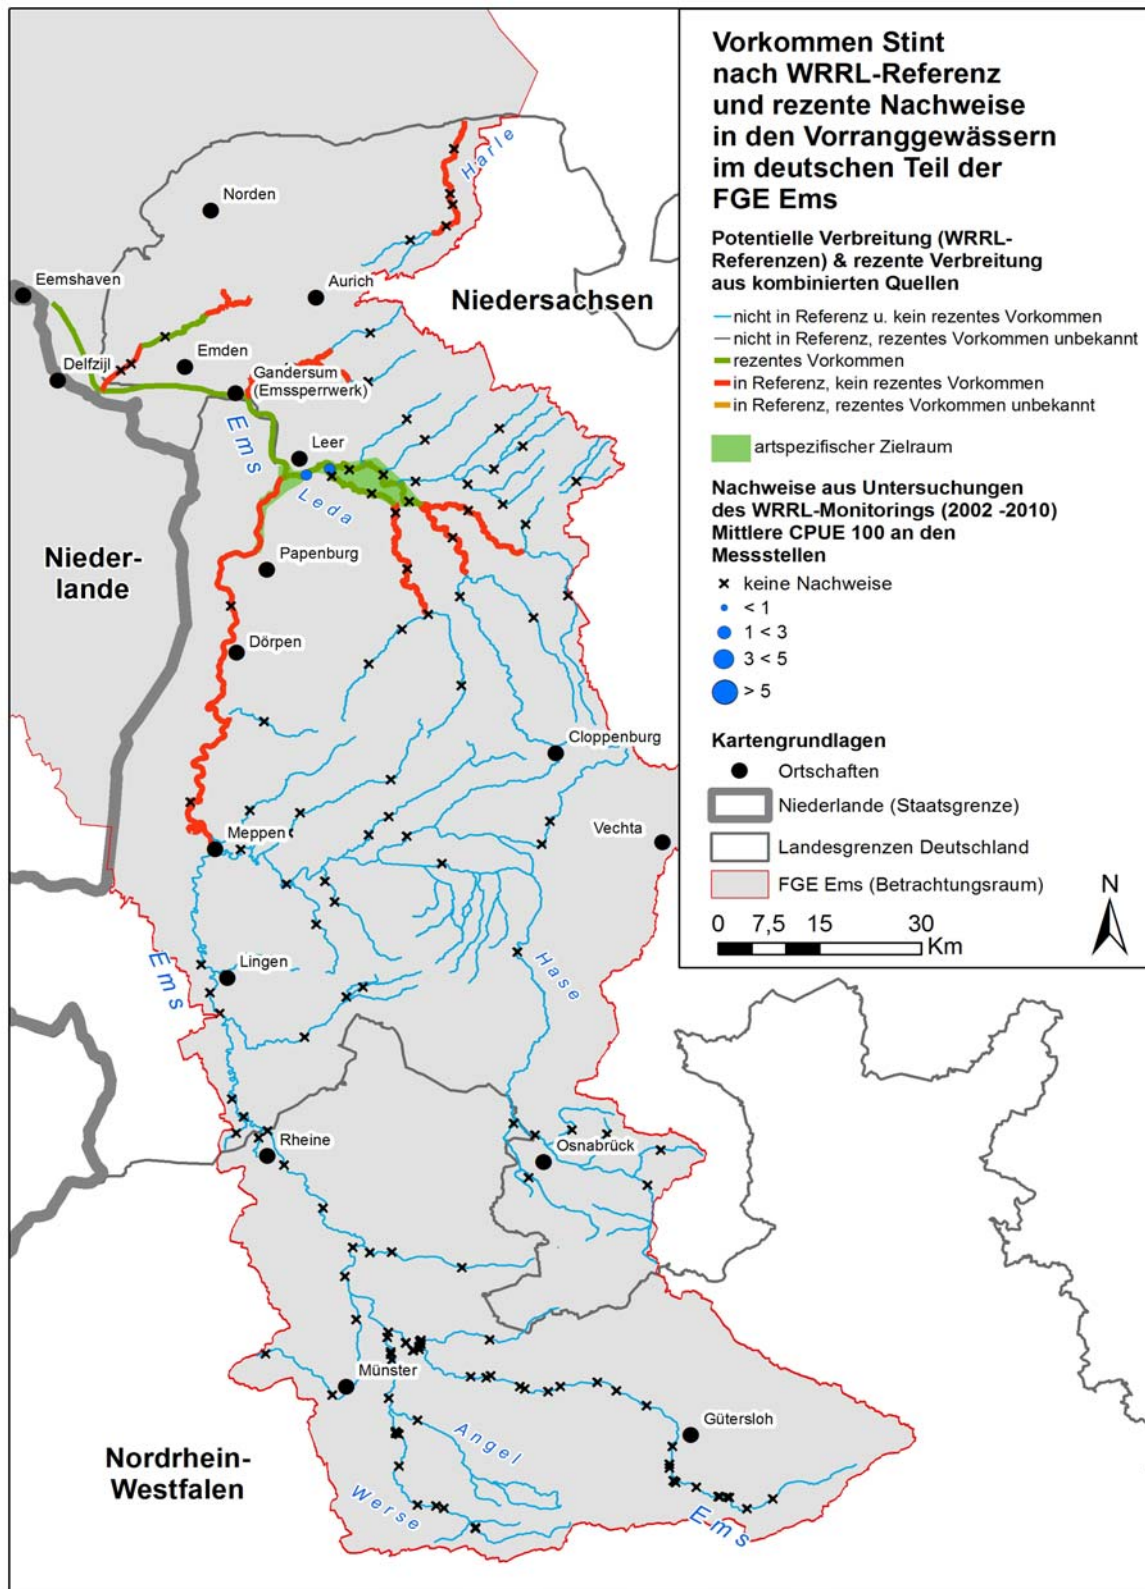 Vorkommen Stint
nach WRRL-Referenz
und rezente Nachweise
in den Vorranggewässern
im deutschen Teil der
FGE Ems
Potentielle Verbreitung (WRRL-
Referenzen) & rezente Verbreitung
aus kombinierten Quellen
nicht in Referenz u. kein rezentes Vorkommen
nicht in Referenz, rezentes Vorkommen unbekannt
rezentes Vorkommen
in Referenz, kein rezentes Vorkommen
in Referenz, rezentes Vorkommen unbekannt
artspezifischer Zielraum
Nachweise aus Untersuchungen
des WRRL-Monitorings (2002 -2010)
Mittlere CPUE 100 an den
Messstellen
keine Nachweise
< 1
1 < 3
3 < 5
> 5
Kartengrundlagen
Ortschaften
Niederlande (Staatsgrenze)
Landesgrenzen Deutschland
FGE Ems (Betrachtungsraum)
0 7,5 15 30
Km
N
Harle
Norden
Eemshaven
Aurich
Niedersachsen
Delfzijl
Emden
Gandersum
(Emssperrwerk)
Ems
Leer
Leda
Nieder-
lande
Papenburg
Dörpen
Cloppenburg
Meppen
Vechta
Ems
Lingen
Hase
Rheine
Osnabrück
Münster
Gütersloh
Angel
Nordrhein-
Westfalen
Werse
Ems